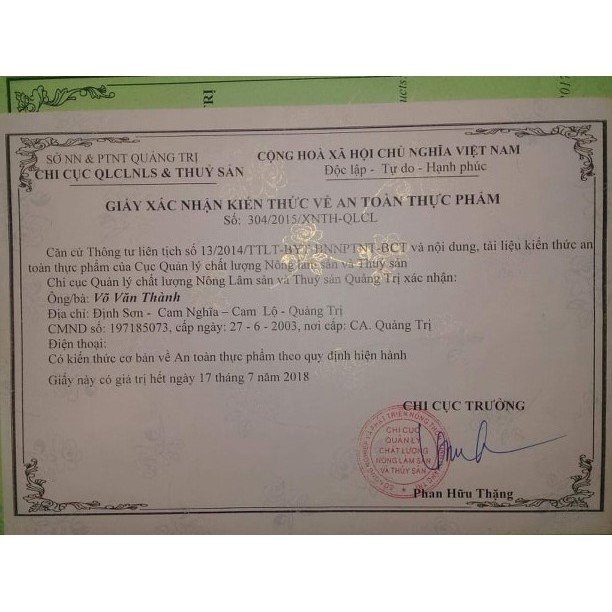 SỞ NN & PTNT QUẢNG TRỊ
CHI CỤC QLCLNLS & THUỶ SẢN
CỘNG HOÀ XÃ HỘI CHỦ NGHĨA VIỆT NAM
Độc lập - Tự do - Hạnh phúc
GIẤY XÁC NHẬN KIẾN THỨC VỀ AN TOÀN THỰC PHẨM
Số: 304/2015/XNTH-QLCL
Căn cứ Thông tư liên tịch số 13/2014/TTLT-BYT-BNNPTNT-BCT và nội dung, tài liệu kiến thức an
toàn thực phẩm của Cục Quản lý chất lượng Nông lâm sản và Thuỷ sản
Chi cục Quản lý chất lượng Nông Lâm sản và Thuỷ sản Quảng Trị xác nhận:
Ông/bà: Võ Văn Thành
Địa chỉ: Định Sơn - Cam Nghĩa – Cam Lộ - Quảng Trị
CMND số: 197185073, cấp ngày: 27 - 6 - 2003, nơi cấp: CA. Quảng Trị
Điện thoại:
Có kiến thức cơ bản về An toàn thực phẩm theo quy định hiện hành
Giấy này có giá trị hết ngày 17 tháng 7 năm 2018
CHI CỤC TRƯỞNG
CHI CỤC
QUẢN LÝ
CHẤT LƯỢNG
NÔNG LÂM SẢN
VÀ THỦY SẢN
Phan Hữu Thặng